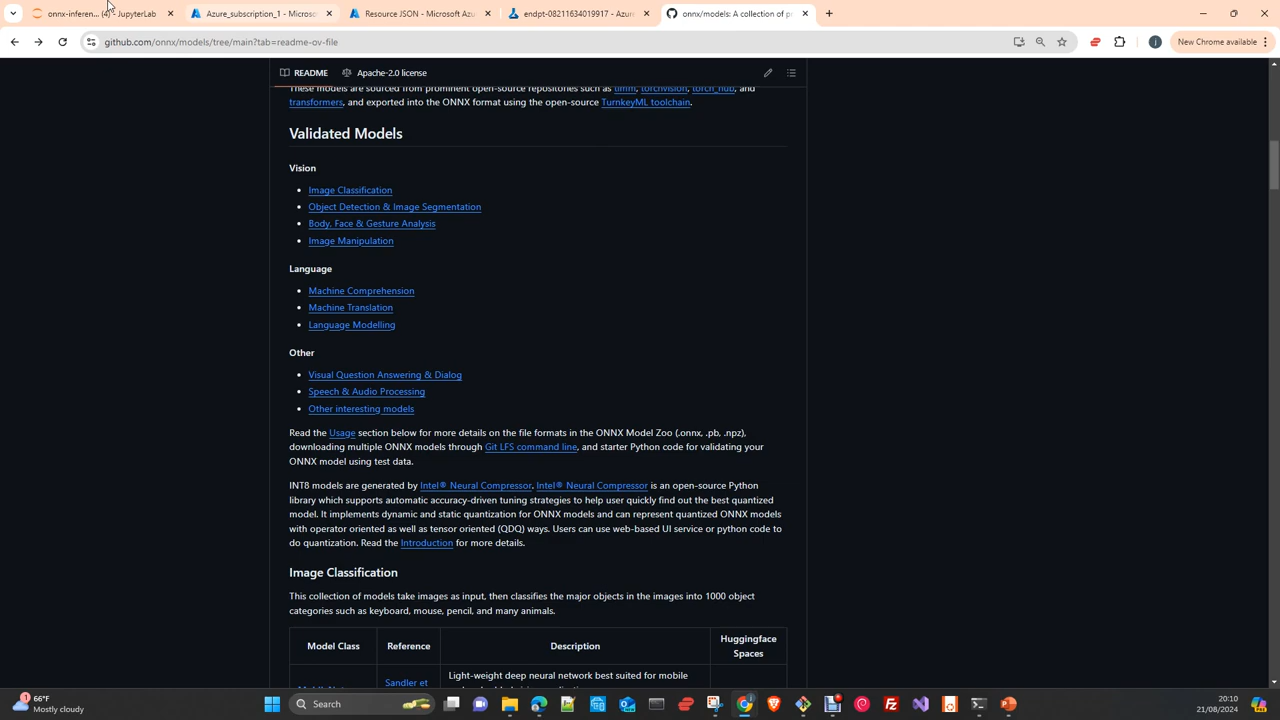 onnx-inferen... (4) - JupyterLab
Azure_subscription_1 - Microso
Resource JSON - Microsoft Az
endpt-08211634019917 - Azure
onnx/models: A collection of p
github.com/onnx/models/tree/main?tab=readme-ov-file
New Chrome available
README
Apache-2.0 license
These models are sourced from prominent open-source repositories such as timm, torchvision, torch_hub, and
transformers, and exported into the ONNX format using the open-source TurnkeyML toolchain.
Validated Models
Vision
Image Classification
Object Detection & Image Segmentation
Body, Face & Gesture Analysis
Image Manipulation
Language
Machine Comprehension
Machine Translation
Language Modelling
Other
Visual Question Answering & Dialog
Speech & Audio Processing
Other interesting models
Read the Usage section below for more details on the file formats in the ONNX Model Zoo (.onnx, .pb, .npz),
downloading multiple ONNX models through Git LFS command line, and starter Python code for validating your
ONNX model using test data.
INT8 models are generated by Intel® Neural Compressor. Intel® Neural Compressor is an open-source Python
library which supports automatic accuracy-driven tuning strategies to help user quickly find out the best quantized
model. It implements dynamic and static quantization for ONNX models and can represent quantized ONNX models
with operator oriented as well as tensor oriented (QDQ) ways. Users can use web-based UI service or python code to
do quantization. Read the Introduction for more details.
Image Classification
This collection of models take images as input, then classifies the major objects in the images into 1000 object
categories such as keyboard, mouse, pencil, and many animals.
Model Class
Reference
Description
Huggingface
Spaces
Sandler et
Light-weight deep neural network best suited for mobile
66°F
Mostly cloudy
Search
20:10
21/08/2024